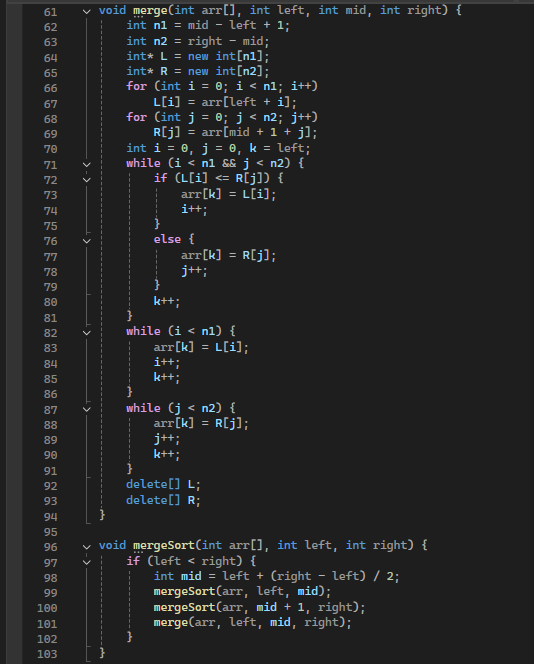 61 void merge(int arr[], int left, int mid, int right) {
62 int n1 = mid - left + 1;
63 int n2 = right - mid;
64 int* L = new int[n1];
65 int* R = new int[n2];
66 for (int i = 0; i < n1; i++)
67 L[i] = arr[left + i];
68 for (int j = 0; j < n2; j++)
69 R[j] = arr[mid + 1 + j];
70 int i = 0, j = 0, k = left;
71 while (i < n1 && j < n2) {
72 if (L[i] <= R[j]) {
73 arr[k] = L[i];
74 i++;
75 }
76 else {
77 arr[k] = R[j];
78 j++;
79 }
80 k++;
81 }
82 while (i < n1) {
83 arr[k] = L[i];
84 i++;
85 k++;
86 }
87 while (j < n2) {
88 arr[k] = R[j];
89 j++;
90 k++;
91 }
92 delete[] L;
93 delete[] R;
94 }
95
96 void mergeSort(int arr[], int left, int right) {
97 if (left < right) {
98 int mid = left + (right - left) / 2;
99 mergeSort(arr, left, mid);
100 mergeSort(arr, mid + 1, right);
101 merge(arr, left, mid, right);
102 }
103 }